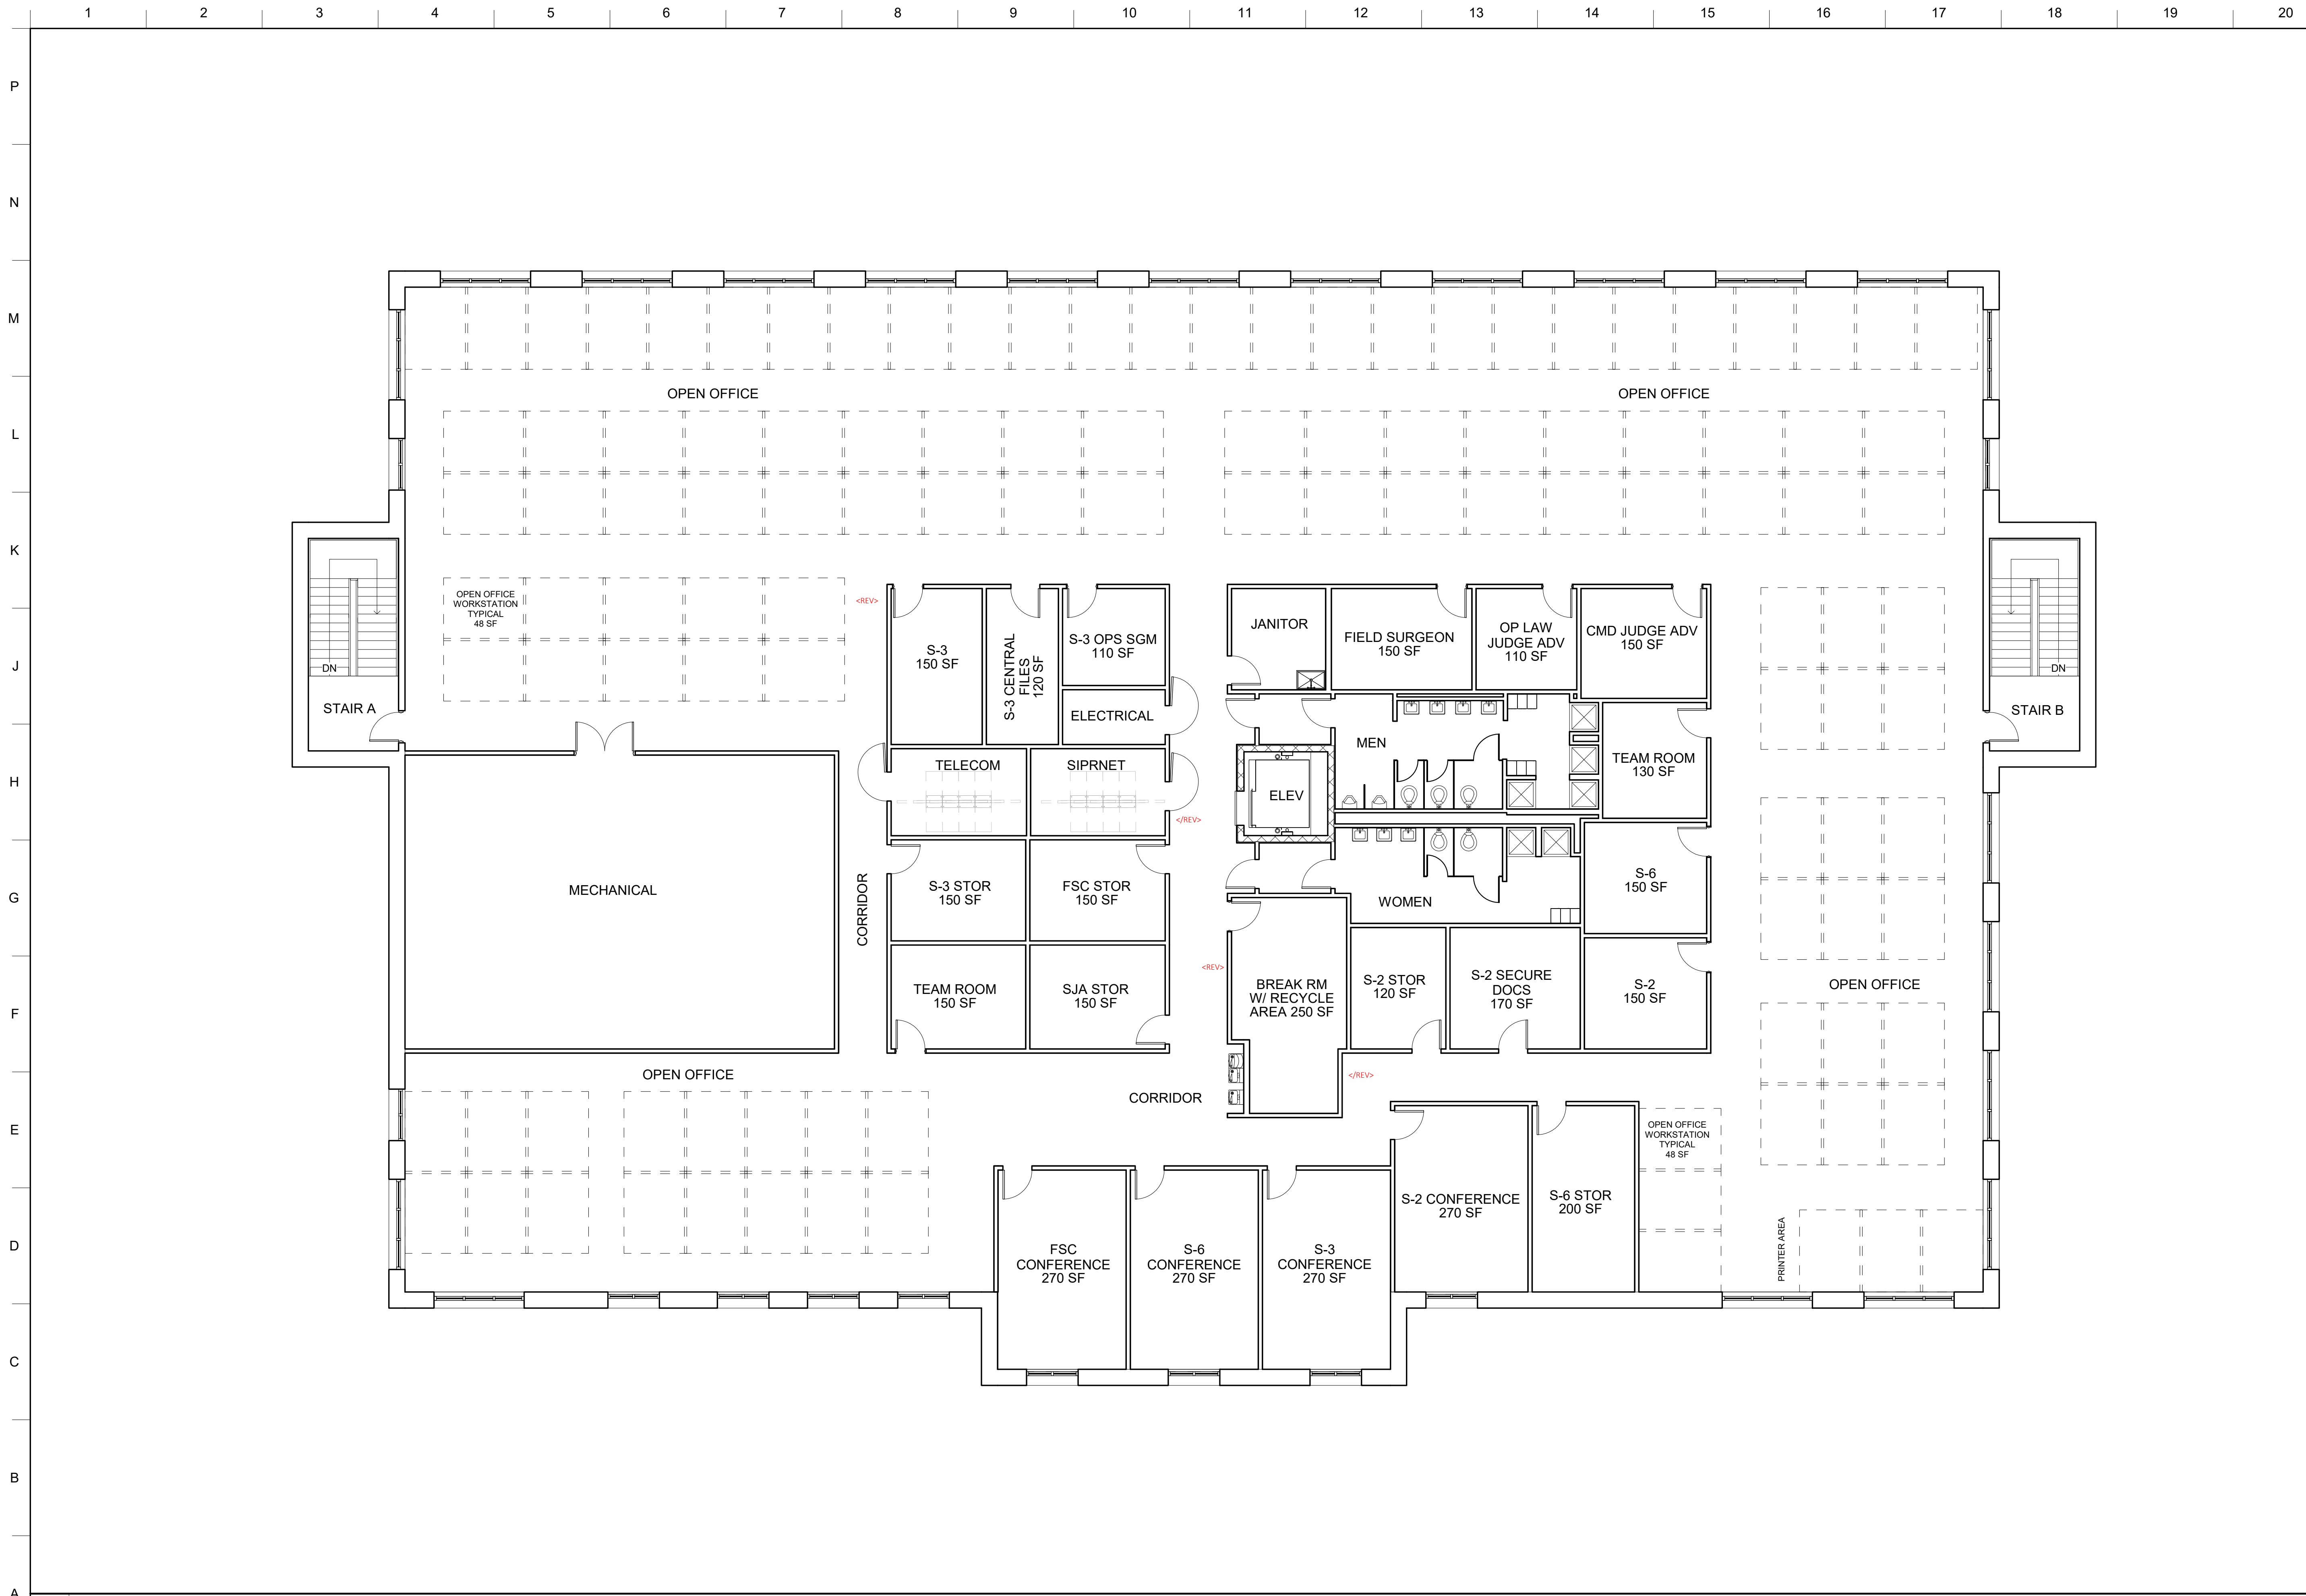 1 2 3 4 5 6 7 8 9 10 11 12 13 14 15 16 17 18 19 20
P
N
M
L
K
J
H
G
F
E
D
C
B
A
OPEN OFFICE
OPEN OFFICE
OPEN OFFICE
WORKSTATION
TYPICAL
48 SF
<REV>
DN
STAIR A
S-3
150 SF
S-3 CENTRAL
FILES
120 SF
S-3 OPS SGM
110 SF
ELECTRICAL
JANITOR
FIELD SURGEON
150 SF
OP LAW
JUDGE ADV
110 SF
CMD JUDGE ADV
150 SF
DN
STAIR B
TELECOM
SIPRNET
</REV>
ELEV
MEN
TEAM ROOM
130 SF
MECHANICAL
CORRIDOR
S-3 STOR
150 SF
FSC STOR
150 SF
WOMEN
S-6
150 SF
TEAM ROOM
150 SF
SJA STOR
150 SF
<REV>
BREAK RM
W/ RECYCLE
AREA 250 SF
S-2 STOR
120 SF
S-2 SECURE
DOCS
170 SF
S-2
150 SF
OPEN OFFICE
OPEN OFFICE
CORRIDOR
</REV>
OPEN OFFICE
WORKSTATION
TYPICAL
48 SF
FSC
CONFERENCE
270 SF
S-6
CONFERENCE
270 SF
S-3
CONFERENCE
270 SF
S-2 CONFERENCE
270 SF
S-6 STOR
200 SF
PRINTER AREA